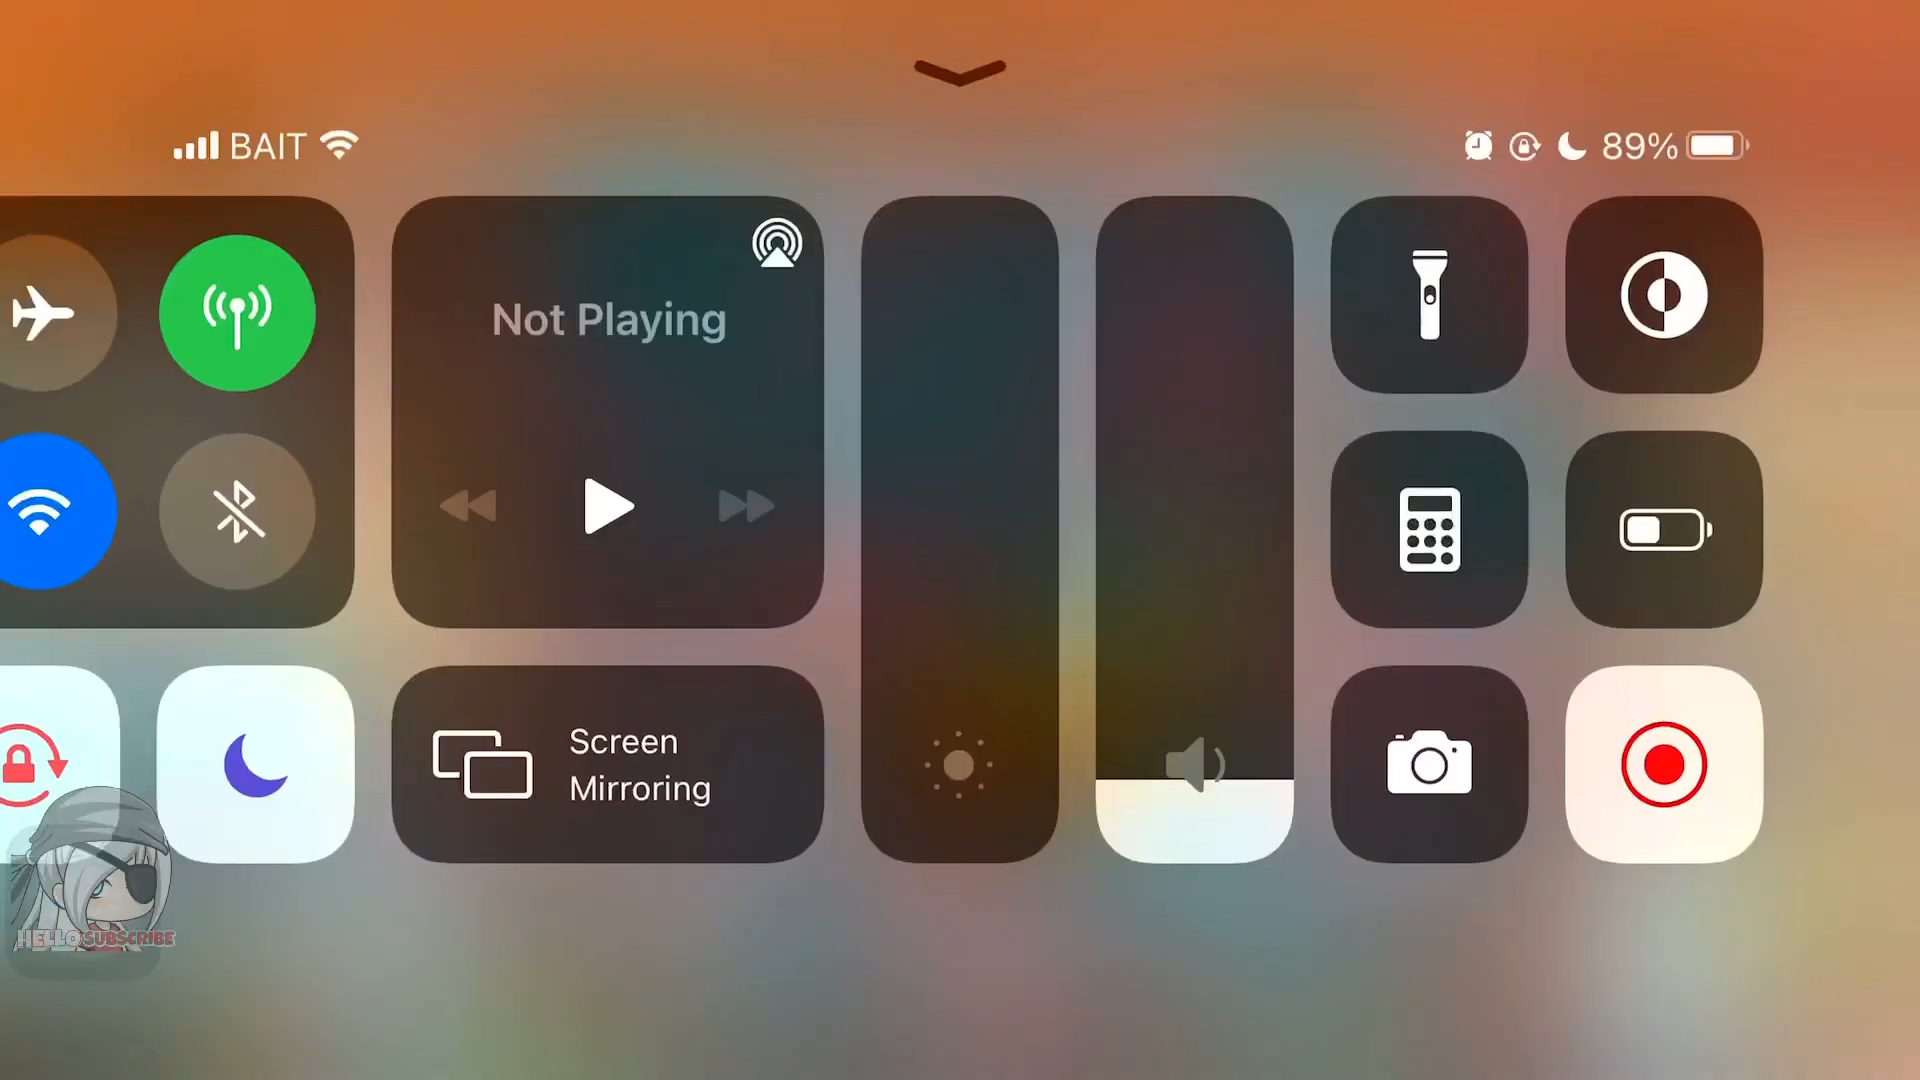 BAIT
89%
Not Playing
Screen
Mirroring
HELLO SUBSCRIBE